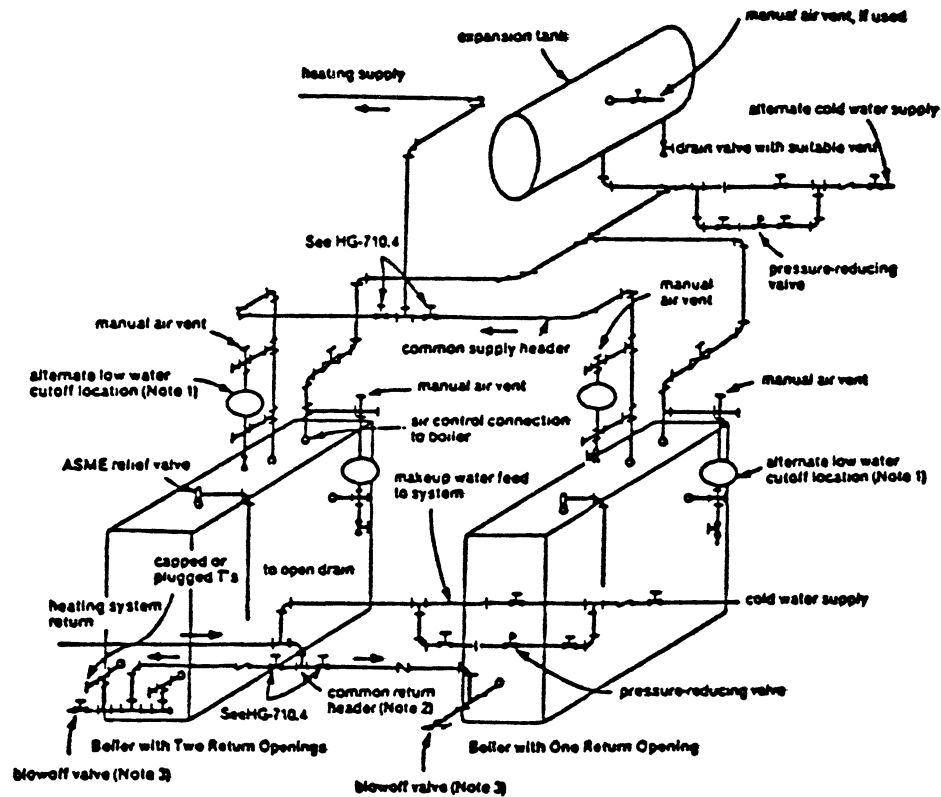 manual air vent, if used
expansion tank
heating supply
alternate cold water supply
drain valve with suitable vent
See HG-710.4
pressure-reducing
valve
manual
air vent
manual air vent
common supply header
alternate low water
cutoff location (Note 1)
manual air vent
manual air vent
air control connection
to boiler
ASME relief valve
makeup water feed
to system
alternate low water
cutoff location (Note 1)
capped or
plugged T's
to open drain
heating system
return
cold water supply
common return
header (Note 2)
SeeHG-710.4
pressure-reducing valve
Boiler with Two Return Openings
Boiler with One Return Opening
blowoff valve (Note 3)
blowoff valve (Note 3)